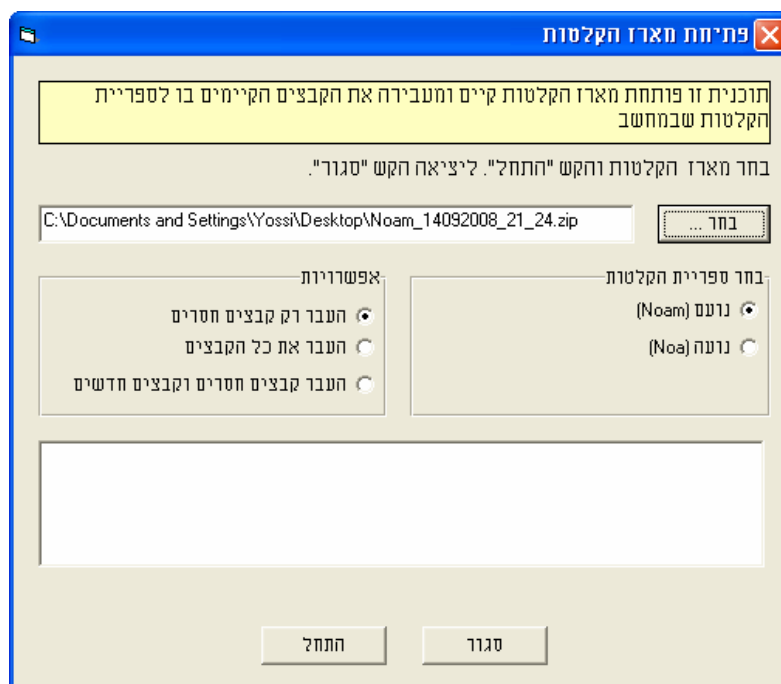 פתיחת מארז הקלטות
תוכנית זו פותחת מארז הקלטות קיים ומעבירה את הקבצים הקיימים בו לספריית
הקלטות שבמחשב
בחר מארז הקלטות והקש "התחל". ליציאה הקש "סגור".
בחר ...
C:\Documents and Settings\Yossi\Desktop\Noam_14092008_21_24.zip
בחר ספריית הקלטות
נועם (Noam)
נועה (Noa)
אפשרויות
העבר רק קבצים חסרים
העבר את כל הקבצים
העבר קבצים חסרים וקבצים חדשים
סגור
התחל